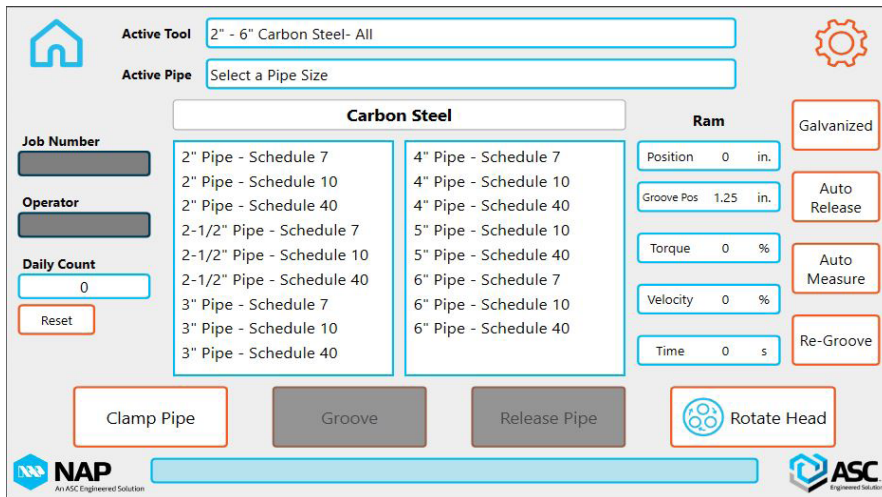 Active Tool 2" - 6" Carbon Steel- All
Active Pipe Select a Pipe Size
Carbon Steel
Job Number
Operator
Daily Count
0
Reset
2" Pipe - Schedule 7
2" Pipe - Schedule 10
2" Pipe - Schedule 40
2-1/2" Pipe - Schedule 7
2-1/2" Pipe - Schedule 10
2-1/2" Pipe - Schedule 40
3" Pipe - Schedule 7
3" Pipe - Schedule 10
3" Pipe - Schedule 40
4" Pipe - Schedule 7
4" Pipe - Schedule 10
4" Pipe - Schedule 40
5" Pipe - Schedule 10
5" Pipe - Schedule 40
6" Pipe - Schedule 7
6" Pipe - Schedule 10
6" Pipe - Schedule 40
Ram
Position 0 in.
Groove Pos 1.25 in.
Torque 0 %
Velocity 0 %
Time 0 s
Galvanized
Auto
Release
Auto
Measure
Re-Groove
Clamp Pipe
Groove
Release Pipe
Rotate Head
NAP
An ASC Engineered Solution
ASC
Engineered Solutions